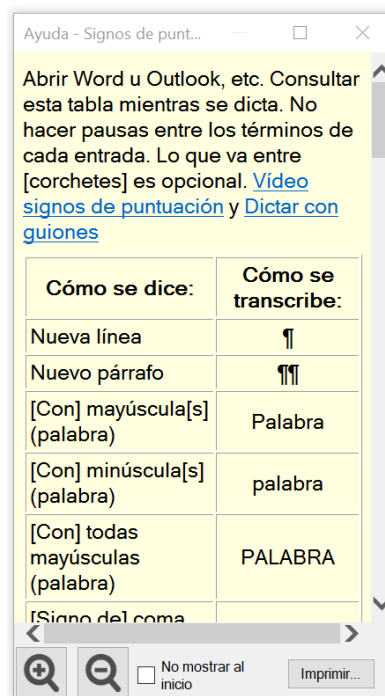 Ayuda - Signos de punt...
Abrir Word u Outlook, etc. Consultar
esta tabla mientras se dicta. No
hacer pausas entre los términos de
cada entrada. Lo que va entre
[corchetes] es opcional. Vídeo
signos de puntuación y Dictar con
guiones
Cómo se dice:
Cómo se
transcribe:
Nueva línea
¶
Nuevo párrafo
¶¶
[Con] mayúscula[s]
(palabra)
Palabra
[Con] minúscula[s]
(palabra)
palabra
[Con] todas
mayúsculas
(palabra)
PALABRA
[Signo de] coma
No mostrar al
inicio
Imprimir...